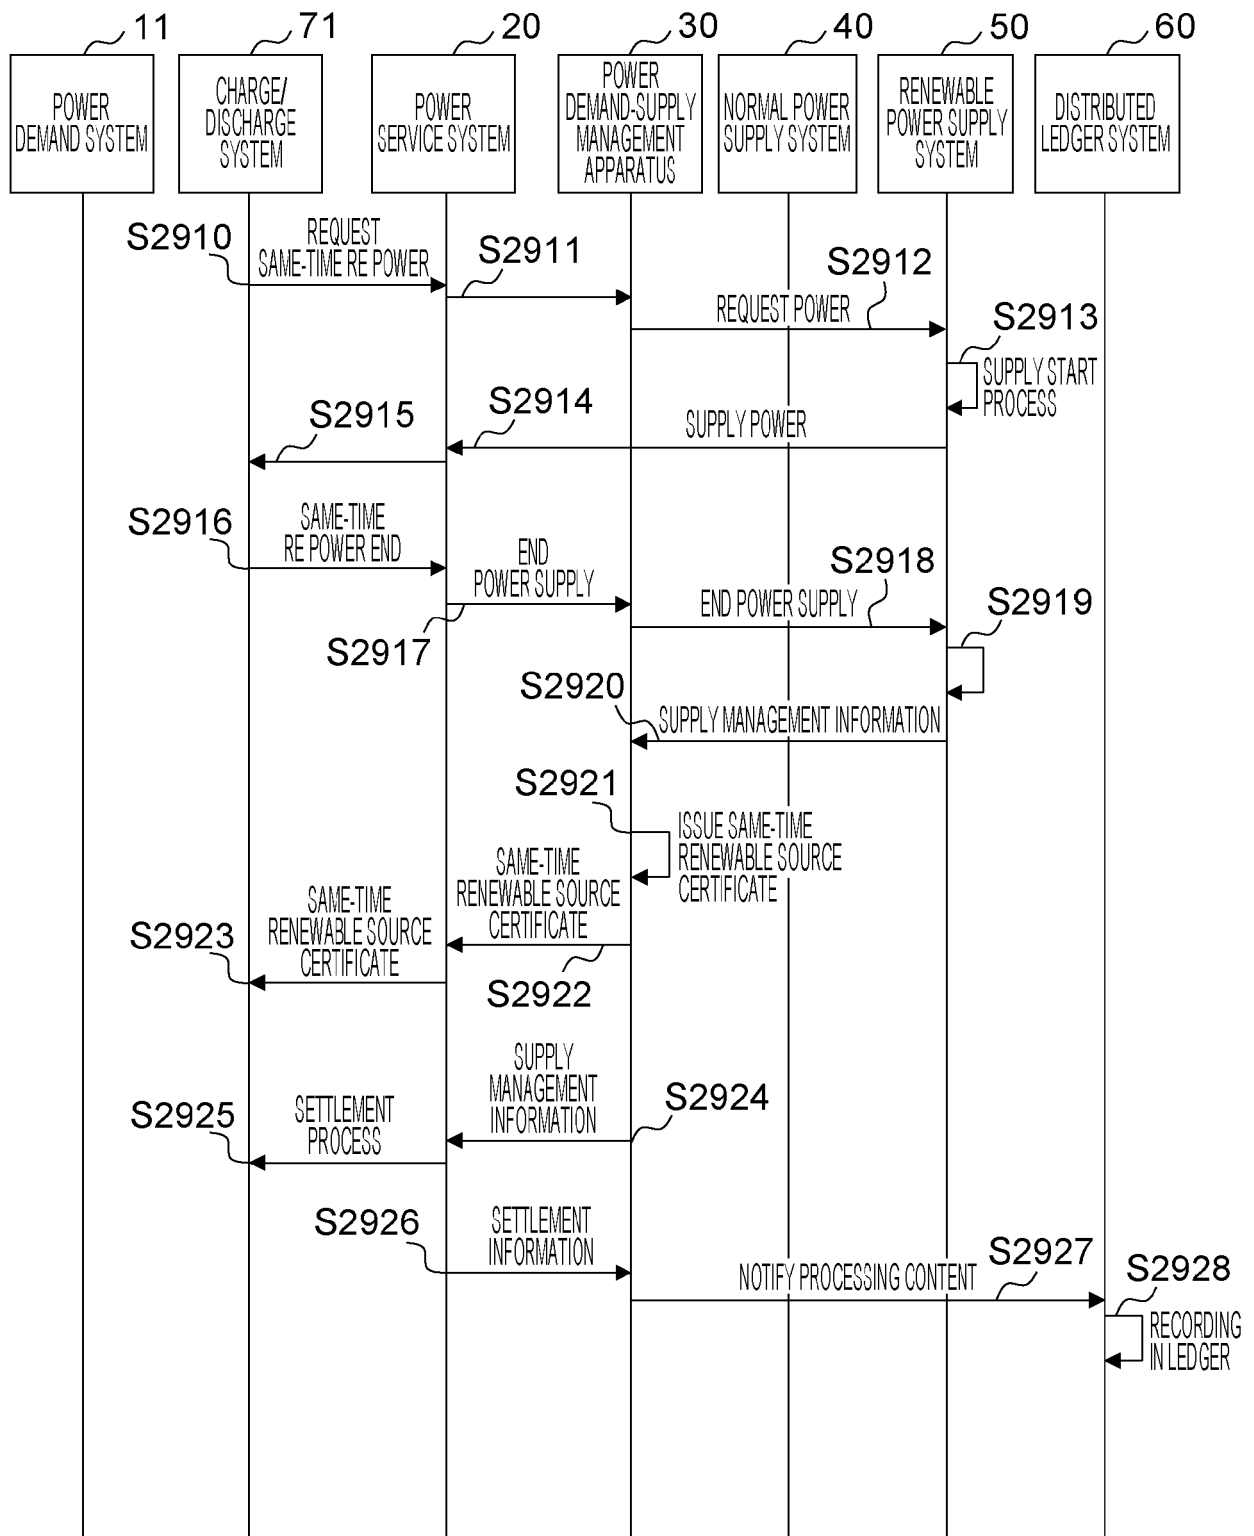 11
71
20
30
40
50
60
POWER
DEMAND SYSTEM
CHARGE/
DISCHARGE
SYSTEM
POWER
SERVICE SYSTEM
POWER
DEMAND-SUPPLY
MANAGEMENT
APPARATUS
NORMAL POWER
SUPPLY SYSTEM
RENEWABLE
POWER SUPPLY
SYSTEM
DISTRIBUTED
LEDGER SYSTEM
S2910
REQUEST
SAME-TIME RE POWER
S2911
S2912
REQUEST POWER
S2913
SUPPLY START
PROCESS
S2914
SUPPLY POWER
S2915
S2916
SAME-TIME
RE POWER END
END
POWER SUPPLY
S2917
S2918
END POWER SUPPLY
S2919
S2920
SUPPLY MANAGEMENT INFORMATION
S2921
ISSUE SAME-TIME
RENEWABLE SOURCE
CERTIFICATE
SAME-TIME
RENEWABLE SOURCE
CERTIFICATE
S2922
S2923
SAME-TIME
RENEWABLE SOURCE
CERTIFICATE
SUPPLY
MANAGEMENT
INFORMATION
S2924
S2925
SETTLEMENT
PROCESS
S2926
SETTLEMENT
INFORMATION
S2927
NOTIFY PROCESSING CONTENT
S2928
RECORDING
IN LEDGER